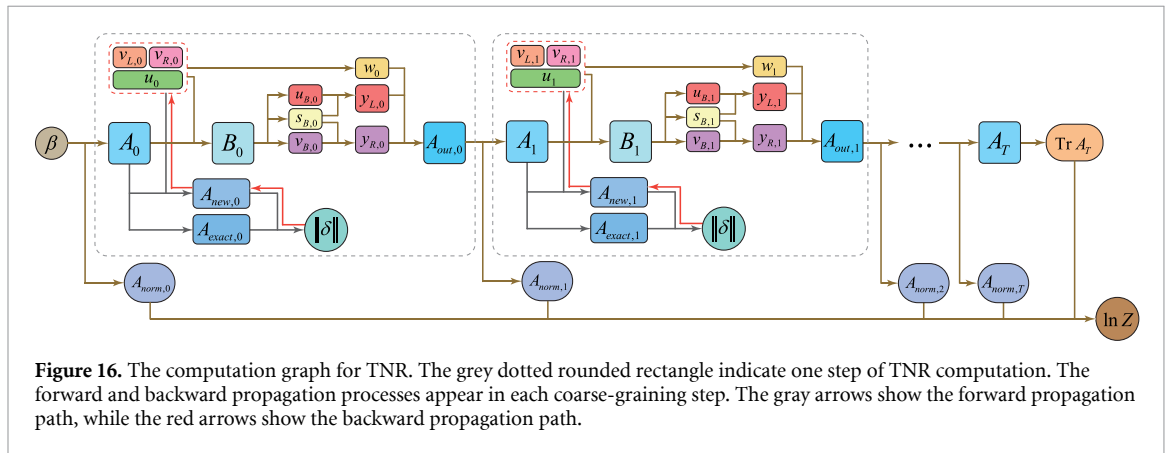 v_{L,0} v_{R,0} u_0 w_0
v_{L,1} v_{R,1} u_1 w_1
u_{B,0} s_{B,0} v_{B,0} y_{L,0} y_{R,0}
u_{B,1} s_{B,1} v_{B,1} y_{L,1} y_{R,1}
β A_0 B_0 A_{out,0} A_1 B_1 A_{out,1} ... A_T Tr A_T
A_{new,0} A_{new,1}
A_{exact,0} ‖δ‖ A_{exact,1} ‖δ‖
A_{norm,0} A_{norm,1} A_{norm,2} A_{norm,T}
ln Z
Figure 16. The computation graph for TNR. The grey dotted rounded rectangle indicate one step of TNR computation. The
forward and backward propagation processes appear in each coarse-graining step. The gray arrows show the forward propagation
path, while the red arrows show the backward propagation path.